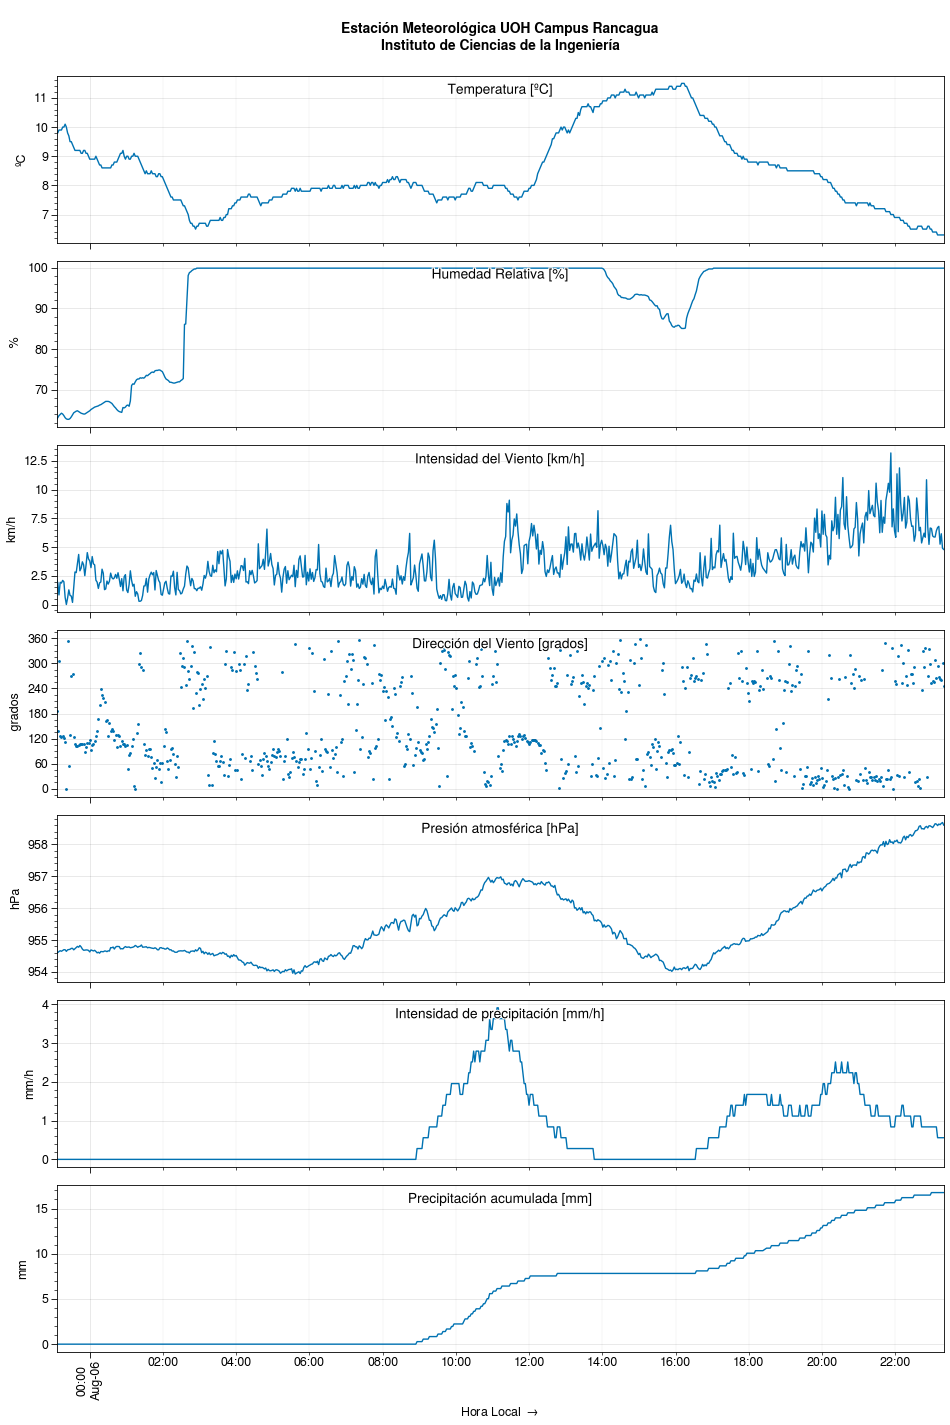 Estación Meteorológica UOH Campus Rancagua
Instituto de Ciencias de la Ingeniería
Temperatura [ºC]
11
10
9
8
7
ºC
Humedad Relativa [%]
100
90
80
70
%
Intensidad del Viento [km/h]
12.5
10
7.5
5
2.5
0
km/h
Dirección del Viento [grados]
360
300
240
180
120
60
0
grados
Presión atmosférica [hPa]
958
957
956
955
954
hPa
Intensidad de precipitación [mm/h]
4
3
2
1
0
mm/h
Precipitación acumulada [mm]
15
10
5
0
mm
00:00
Aug-06
02:00
04:00
06:00
08:00
10:00
12:00
14:00
16:00
18:00
20:00
22:00
Hora Local →